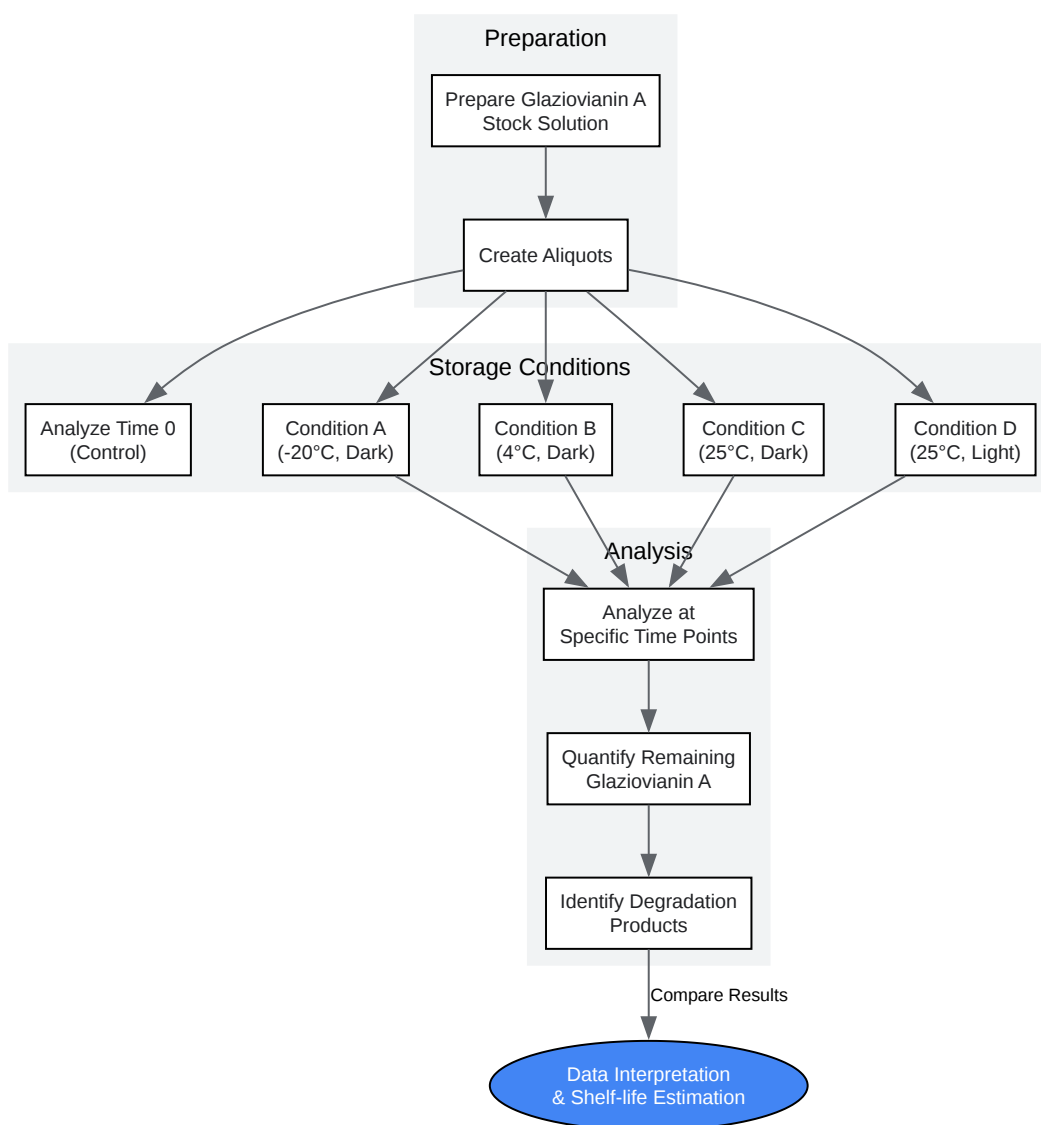 Preparation
Prepare Glaziovianin A
Stock Solution
Create Aliquots
Storage Conditions
Analyze Time 0
(Control)
Condition A
(-20°C, Dark)
Condition B
(4°C, Dark)
Condition C
(25°C, Dark)
Condition D
(25°C, Light)
Analysis
Analyze at
Specific Time Points
Quantify Remaining
Glaziovianin A
Identify Degradation
Products
Compare Results
Data Interpretation
& Shelf-life Estimation